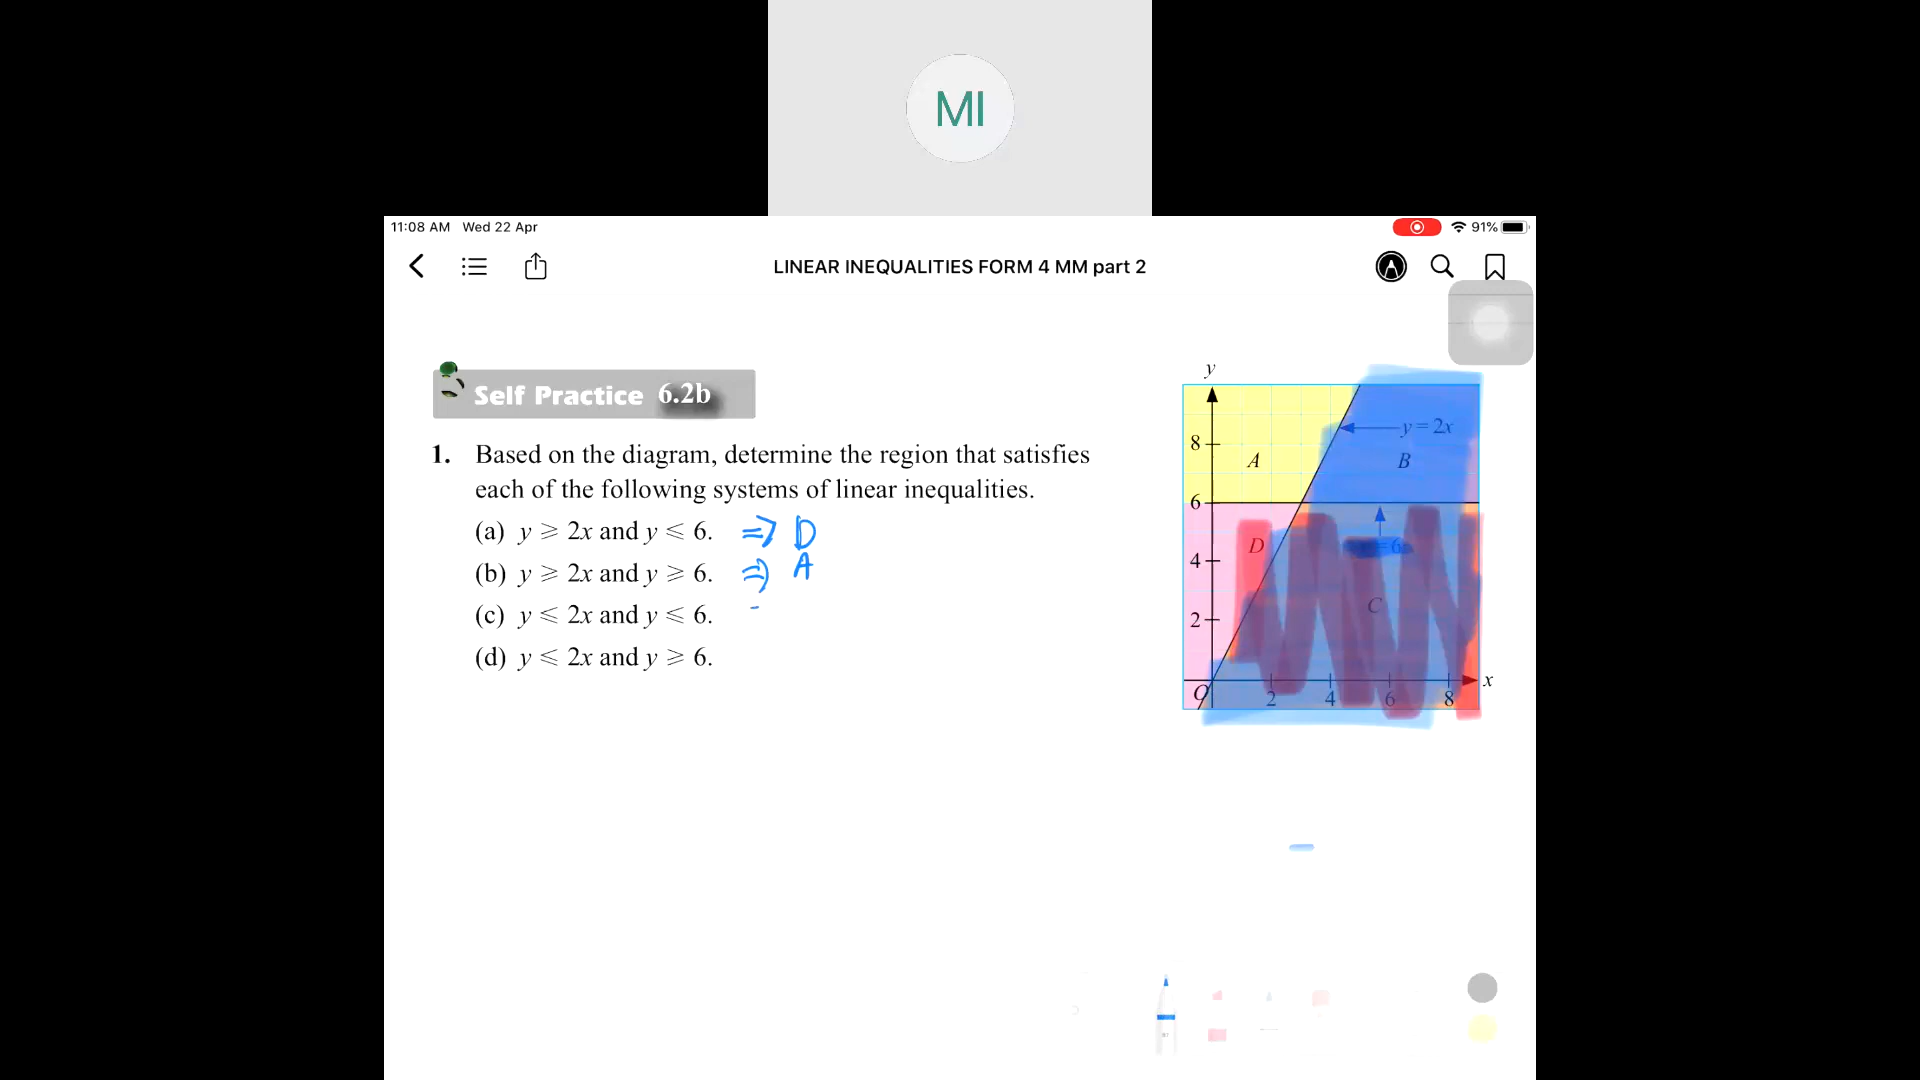 MI
11:08 AM Wed 22 Apr
91%
LINEAR INEQUALITIES FORM 4 MM part 2
Self Practice 6.2b
1. Based on the diagram, determine the region that satisfies
each of the following systems of linear inequalities.
(a) y ⩾ 2x and y ⩽ 6. ⇒ D
(b) y ⩾ 2x and y ⩾ 6. ⇒ A
(c) y ⩽ 2x and y ⩽ 6.
(d) y ⩽ 2x and y ⩾ 6.
y
8
y = 2x
A
B
6
D
4
C
2
O
2
4
6
8
x